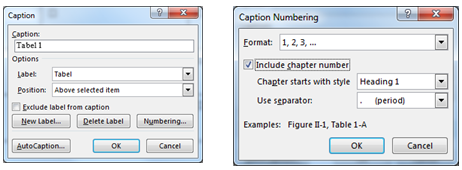 Caption
Caption:
Tabel 1
Options
Label: Tabel
Position: Above selected item
Exclude label from caption
New Label... Delete Label Numbering...
AutoCaption... OK Cancel
Caption Numbering
Format: 1, 2, 3, ...
Include chapter number
Chapter starts with style Heading 1
Use separator: . (period)
Examples: Figure II-1, Table 1-A
OK Cancel